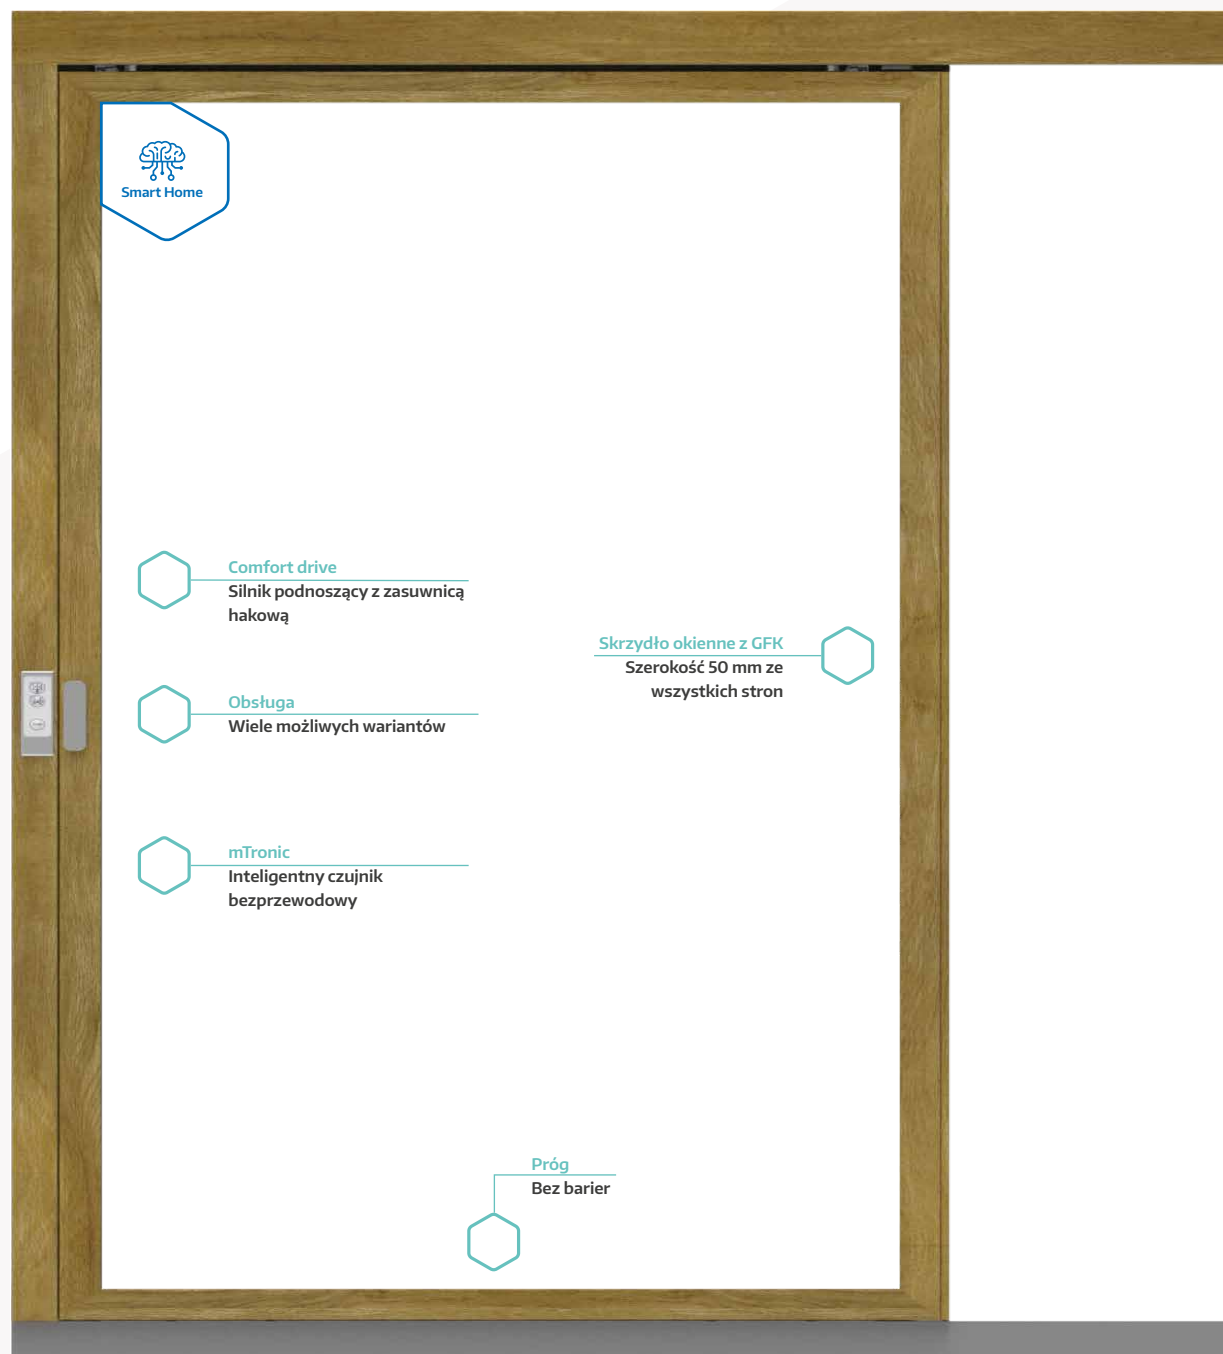 Smart Home
Comfort drive
Silnik podnoszący z zasuwnicą
hakową
Skrzydło okienne z GFK
Szerokość 50 mm ze
wszystkich stron
Obsługa
Wiele możliwych wariantów
mTronic
Inteligentny czujnik
bezprzewodowy
Próg
Bez barier